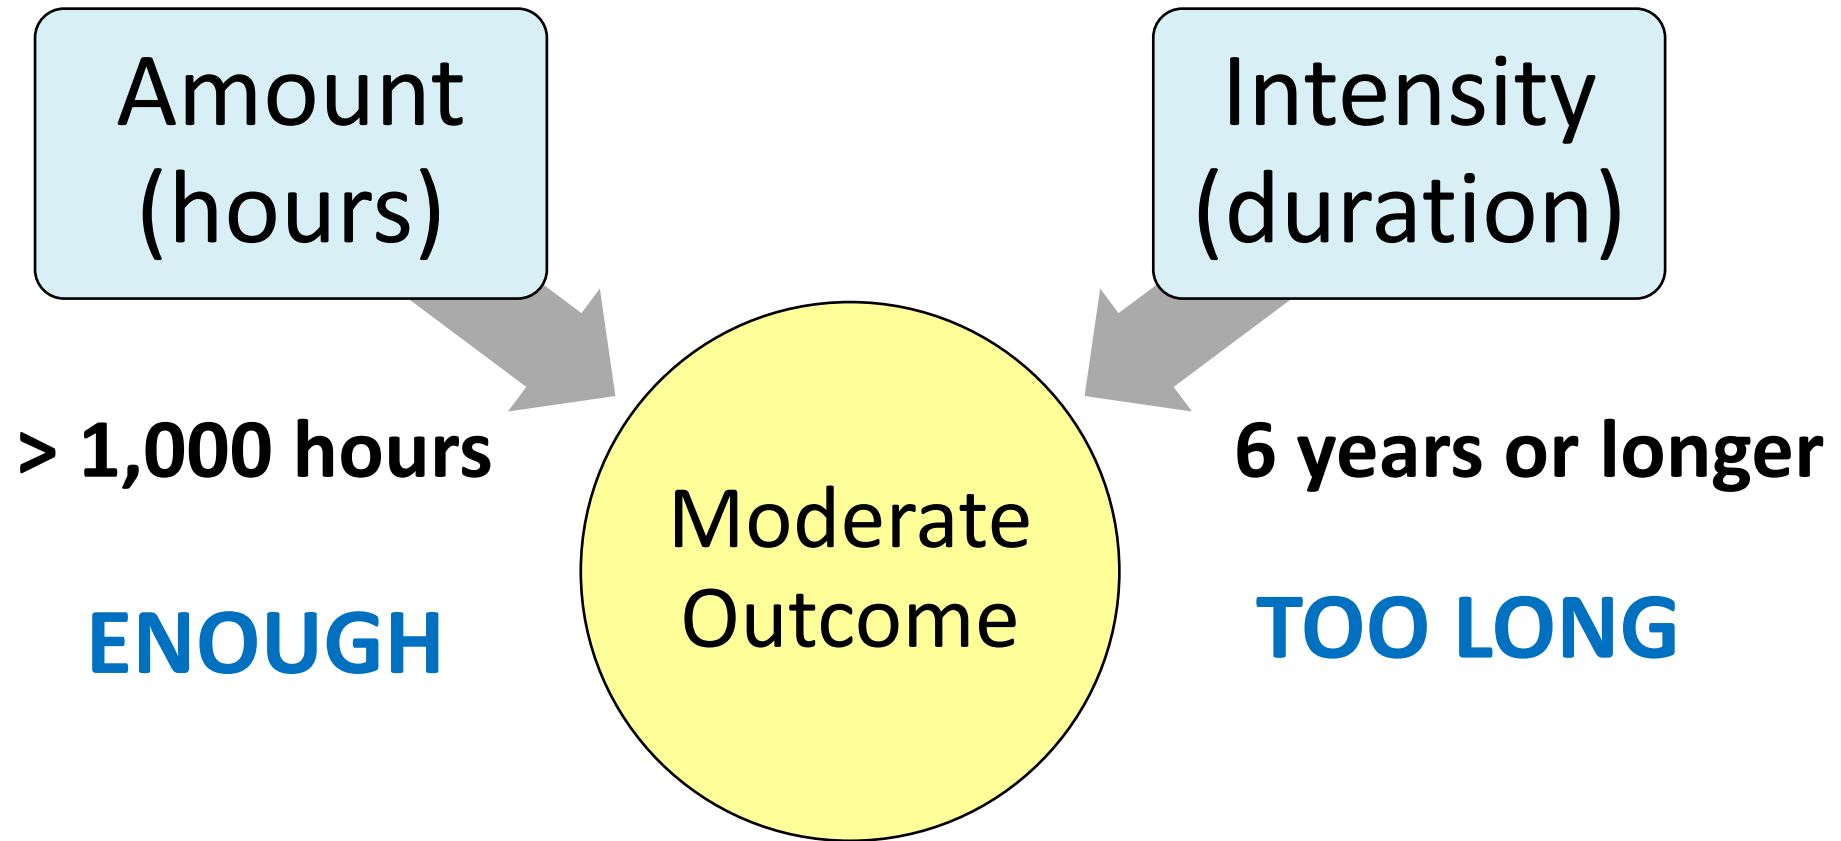 Amount
(hours)
Intensity
(duration)
> 1,000 hours
6 years or longer
Moderate
Outcome
ENOUGH
TOO LONG